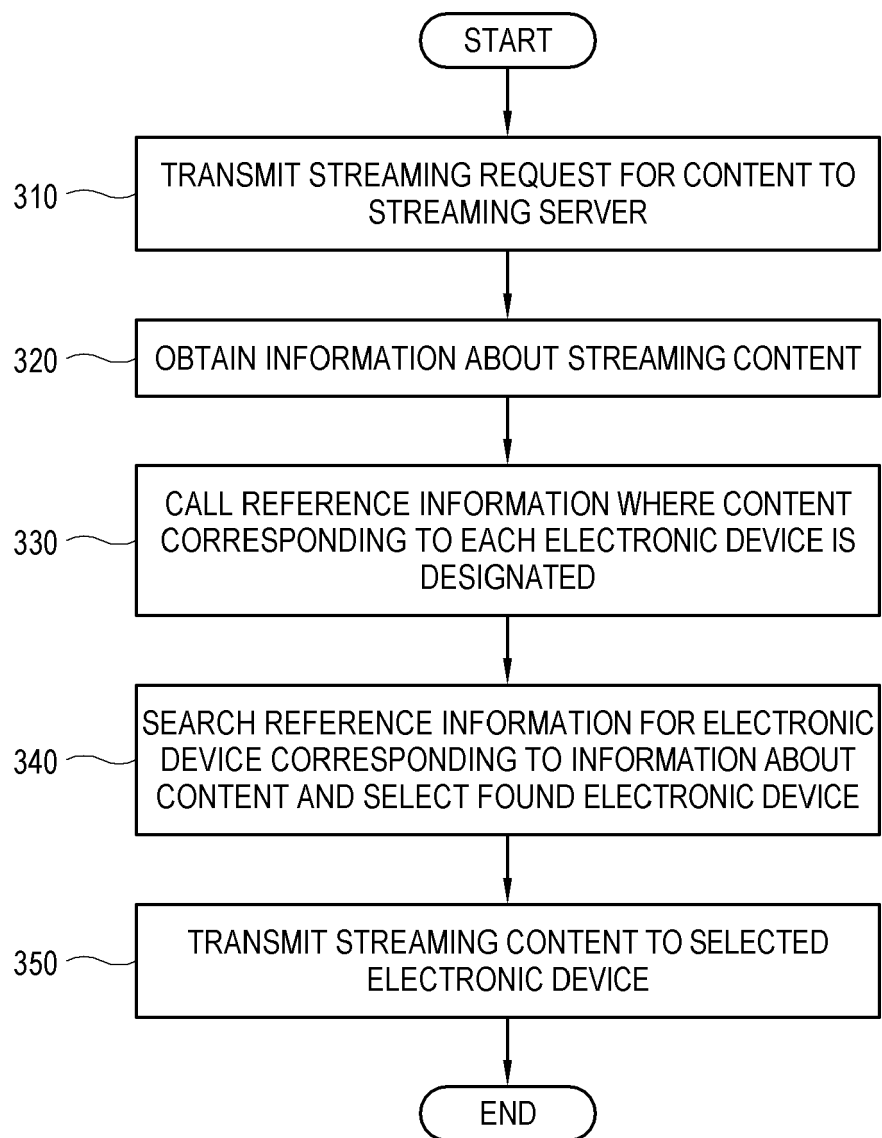 START
310
TRANSMIT STREAMING REQUEST FOR CONTENT TO
STREAMING SERVER
320
OBTAIN INFORMATION ABOUT STREAMING CONTENT
330
CALL REFERENCE INFORMATION WHERE CONTENT
CORRESPONDING TO EACH ELECTRONIC DEVICE IS
DESIGNATED
340
SEARCH REFERENCE INFORMATION FOR ELECTRONIC
DEVICE CORRESPONDING TO INFORMATION ABOUT
CONTENT AND SELECT FOUND ELECTRONIC DEVICE
350
TRANSMIT STREAMING CONTENT TO SELECTED
ELECTRONIC DEVICE
END